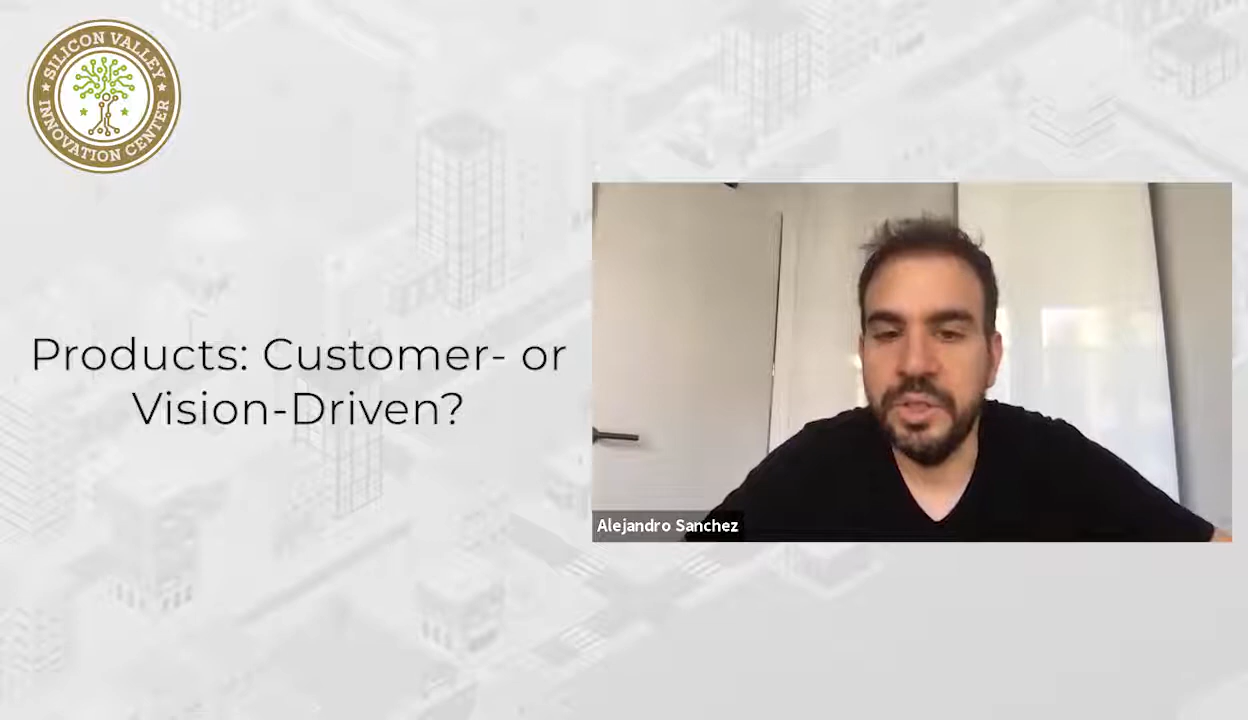 SILICON VALLEY
INNOVATION CENTER
Products: Customer- or
Vision-Driven?
Alejandro Sanchez